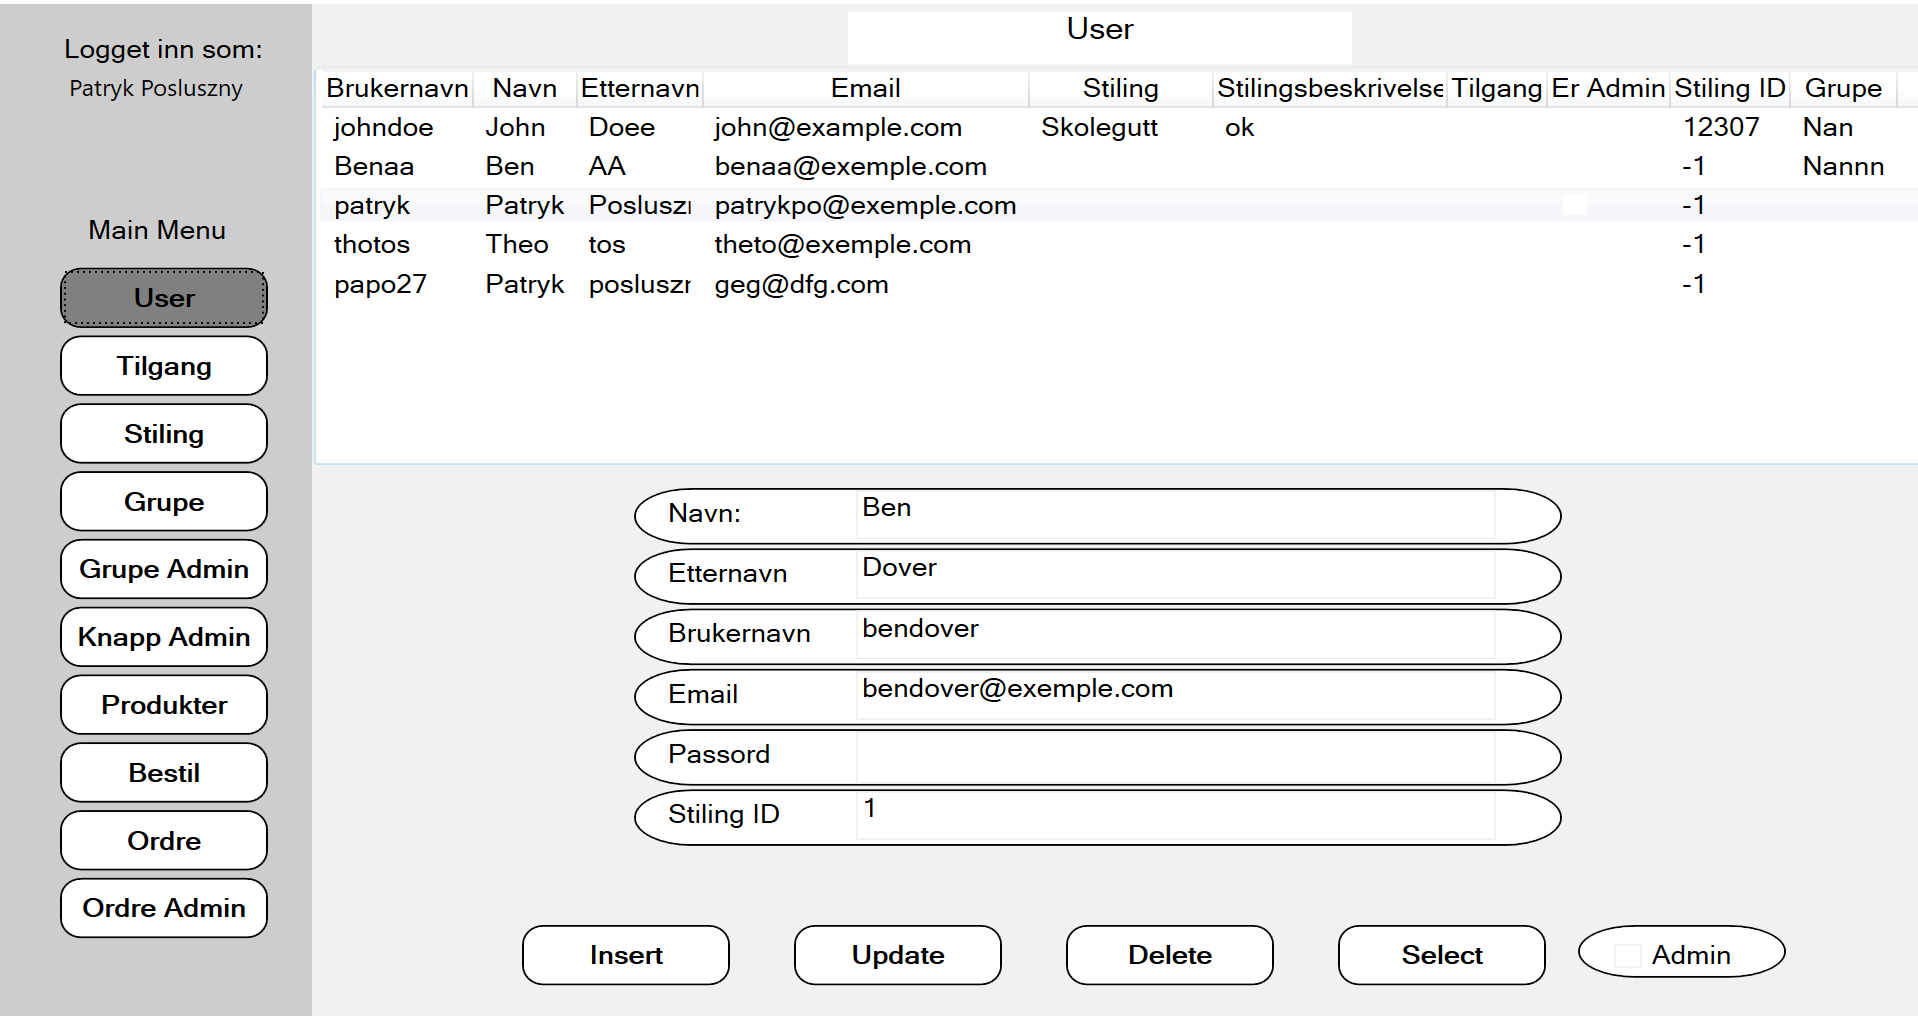 Logget inn som:
Patryk Posluszny
Main Menu
User
Tilgang
Stiling
Grupe
Grupe Admin
Knapp Admin
Produkter
Bestil
Ordre
Ordre Admin
User
Brukernavn Navn Etternavn Email Stiling Stilingsbeskrivelse Tilgang Er Admin Stiling ID Grupe
johndoe John Doee john@example.com Skolegutt ok 12307 Nan
Benaa Ben AA benaa@exemple.com -1 Nannn
patryk Patryk Posluszn patrykpo@exemple.com -1
thotos Theo tos theto@exemple.com -1
papo27 Patryk poslusz geg@dfg.com -1
Navn: Ben
Etternavn Dover
Brukernavn bendover
Email bendover@exemple.com
Passord
Stiling ID 1
Insert Update Delete Select Admin